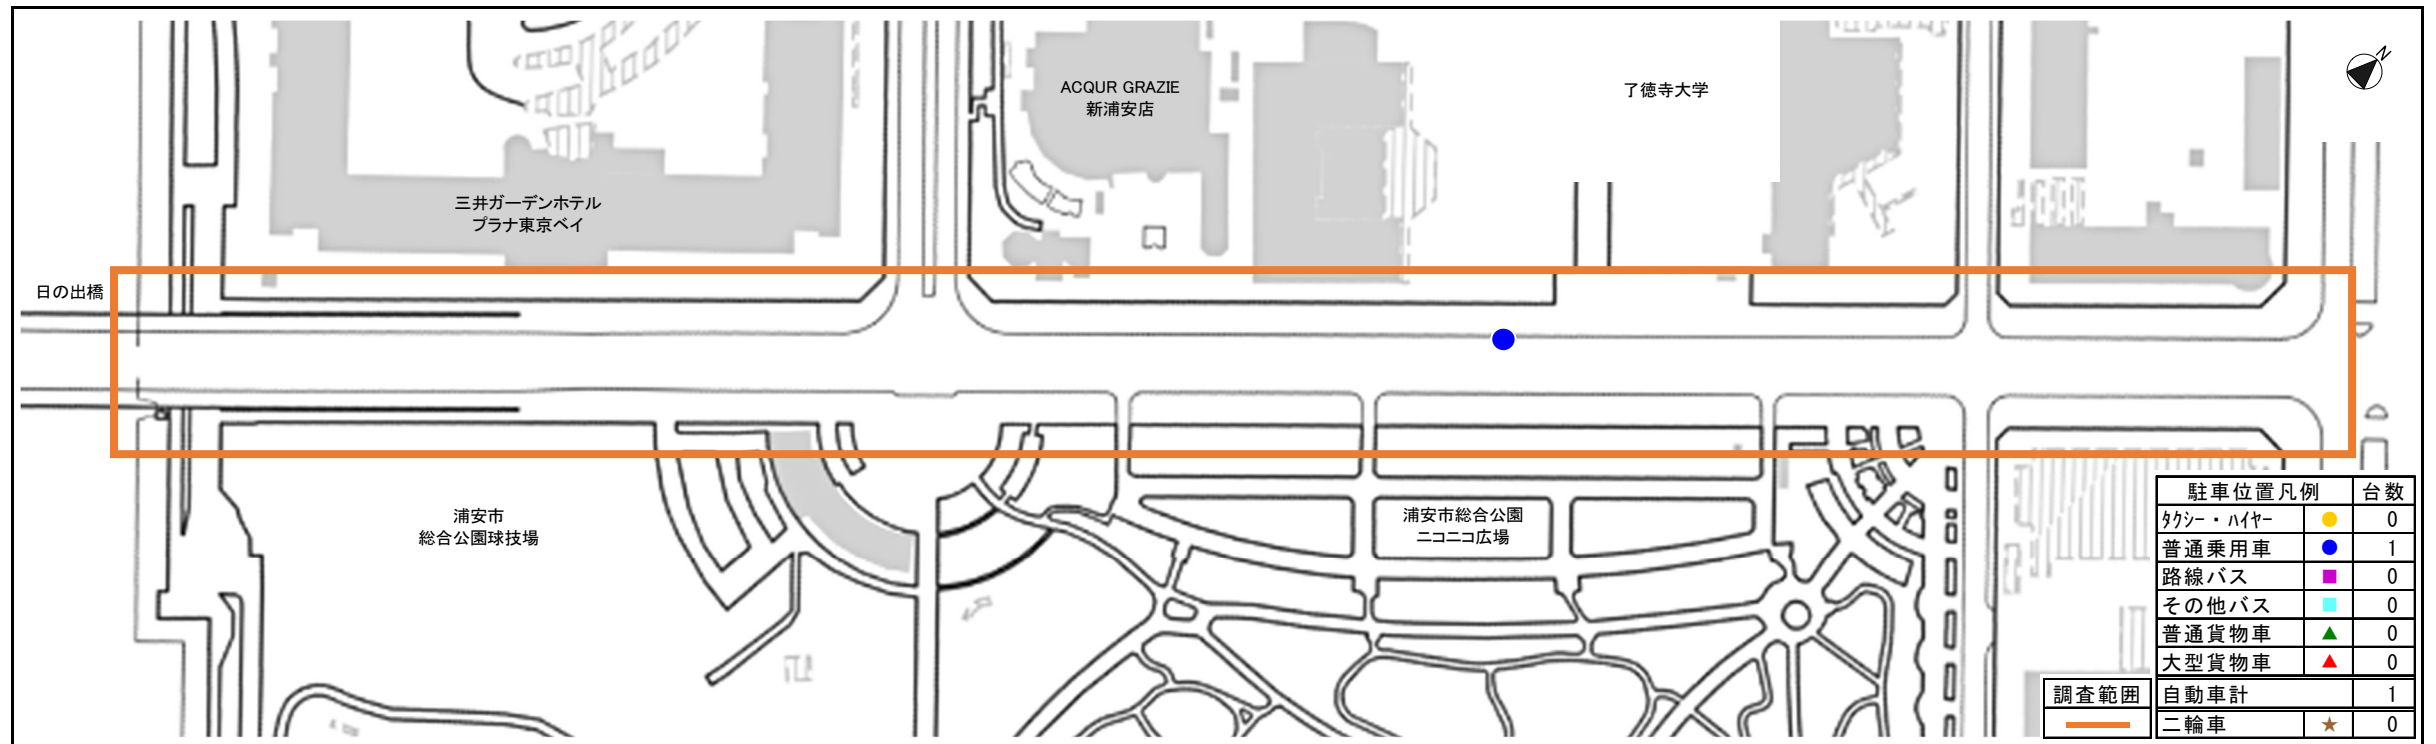 N
ACQUR GRAZIE
新浦安店
了徳寺大学
三井ガーデンホテル
プラナ東京ベイ
日の出橋
浦安市
総合公園球技場
浦安市総合公園
ニコニコ広場
駐車位置凡例 台数
ﾀｸｼｰ・ﾊｲﾔｰ ● 0
普通乗用車 ● 1
路線バス ■ 0
その他バス ■ 0
普通貨物車 ▲ 0
大型貨物車 ▲ 0
自動車計 1
二輪車 ★ 0
調査範囲